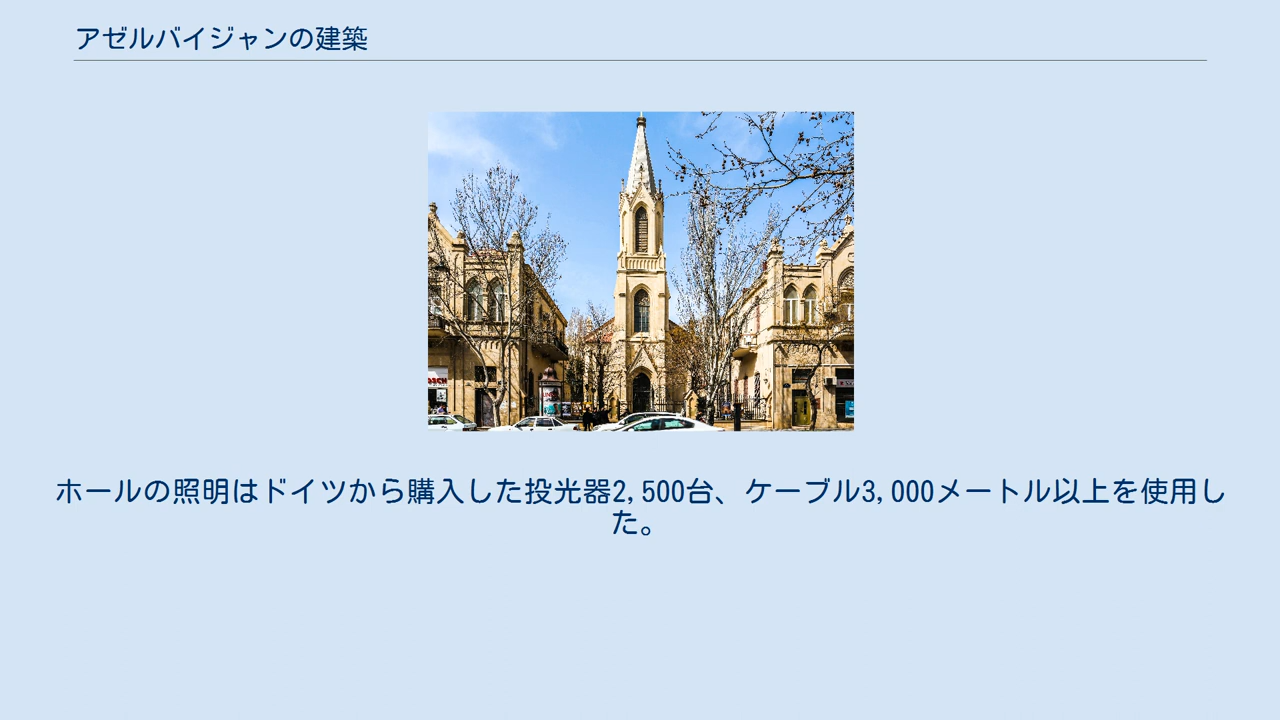 アゼルバイジャンの建築
ホールの照明はドイツから購入した投光器2,500台、ケーブル3,000メートル以上を使用し
た。